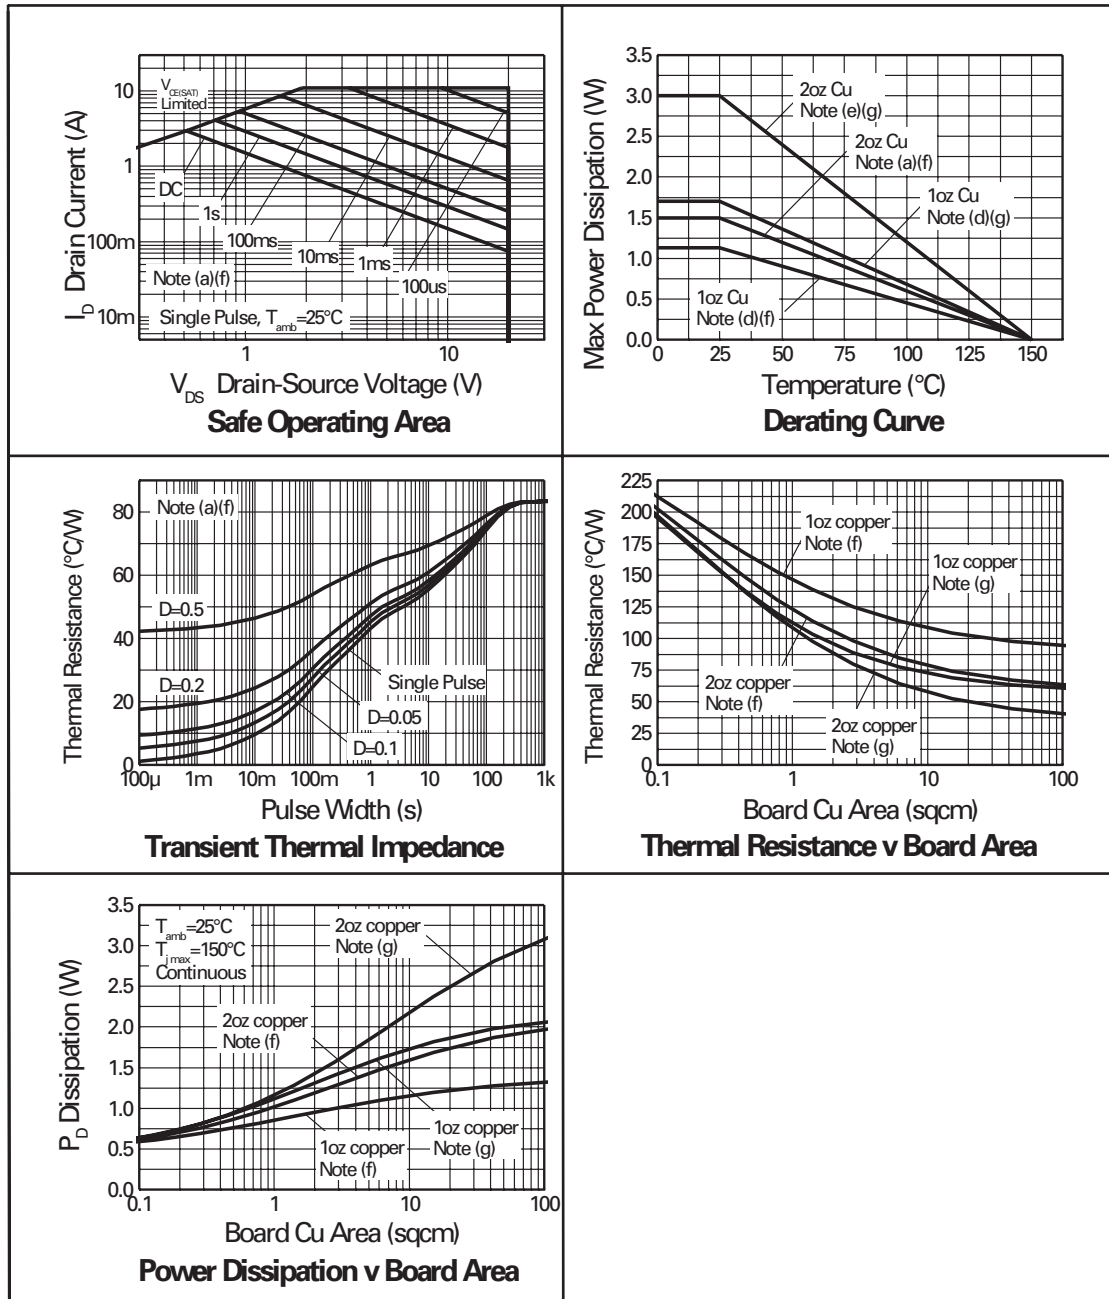 10
1
100m
10m
I_D Drain Current (A)
V_CE(SAT)
Limited
DC
1s
100ms
10ms
1ms
100us
Note (a)(f)
Single Pulse, T_amb=25°C
1
10
V_DS Drain-Source Voltage (V)
Safe Operating Area
3.5
3.0
2.5
2.0
1.5
1.0
0.5
0.0
Max Power Dissipation (W)
2oz Cu
Note (e)(g)
2oz Cu
Note (a)(f)
1oz Cu
Note (d)(g)
1oz Cu
Note (d)(f)
0 25 50 75 100 125 150
Temperature (°C)
Derating Curve
80
60
40
20
0
Thermal Resistance (°C/W)
Note (a)(f)
D=0.5
D=0.2
Single Pulse
D=0.05
D=0.1
100µ 1m 10m 100m 1 10 100 1k
Pulse Width (s)
Transient Thermal Impedance
225
200
175
150
125
100
75
50
25
0
Thermal Resistance (°C/W)
1oz copper
Note (f)
1oz copper
Note (g)
2oz copper
Note (f)
2oz copper
Note (g)
0.1 1 10 100
Board Cu Area (sqcm)
Thermal Resistance v Board Area
3.5
3.0
2.5
2.0
1.5
1.0
0.5
0.0
P_D Dissipation (W)
T_amb=25°C
T_jmax=150°C
Continuous
2oz copper
Note (g)
2oz copper
Note (f)
1oz copper
Note (g)
1oz copper
Note (f)
0.1 1 10 100
Board Cu Area (sqcm)
Power Dissipation v Board Area